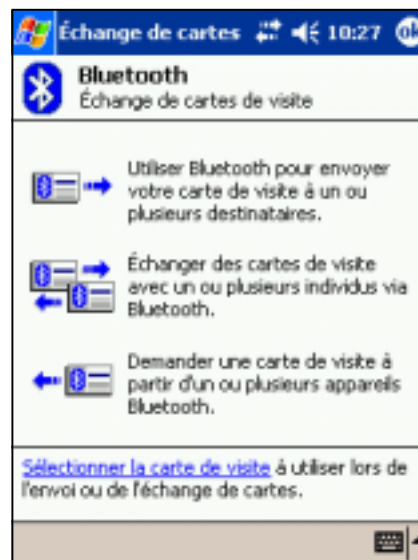 Échange de cartes 10:27 ok
Bluetooth
Échange de cartes de visite
Utiliser Bluetooth pour envoyer
votre carte de visite à un ou
plusieurs destinataires.
Échanger des cartes de visite
avec un ou plusieurs individus via
Bluetooth.
Demander une carte de visite à
partir d'un ou plusieurs appareils
Bluetooth.
Sélectionner la carte de visite à utiliser lors de
l'envoi ou de l'échange de cartes.